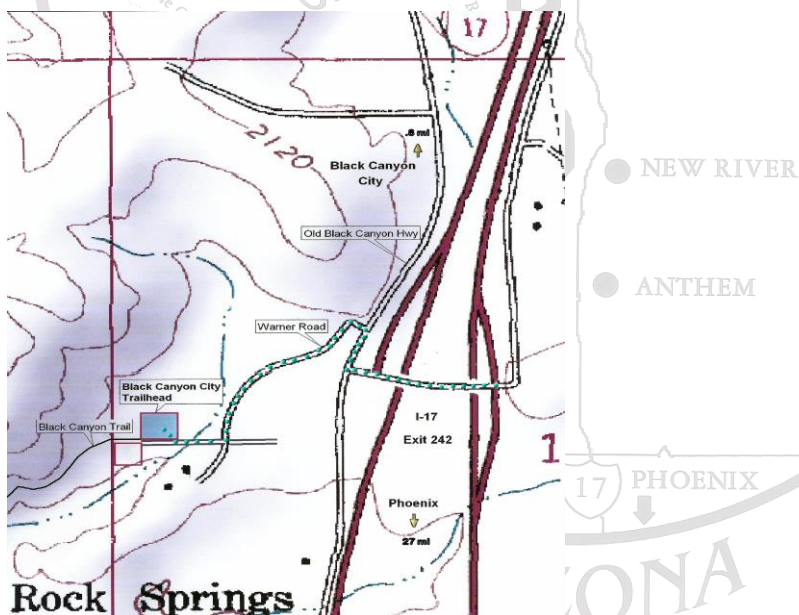 17
2120
.8 mi
Black Canyon
City
Old Black Canyon Hwy
Warner Road
Black Canyon City
Trailhead
Black Canyon Trail
I-17
Exit 242
1
Phoenix
27 mi
Rock Springs
NEW RIVER
ANTHEM
17
PHOENIX
ONA